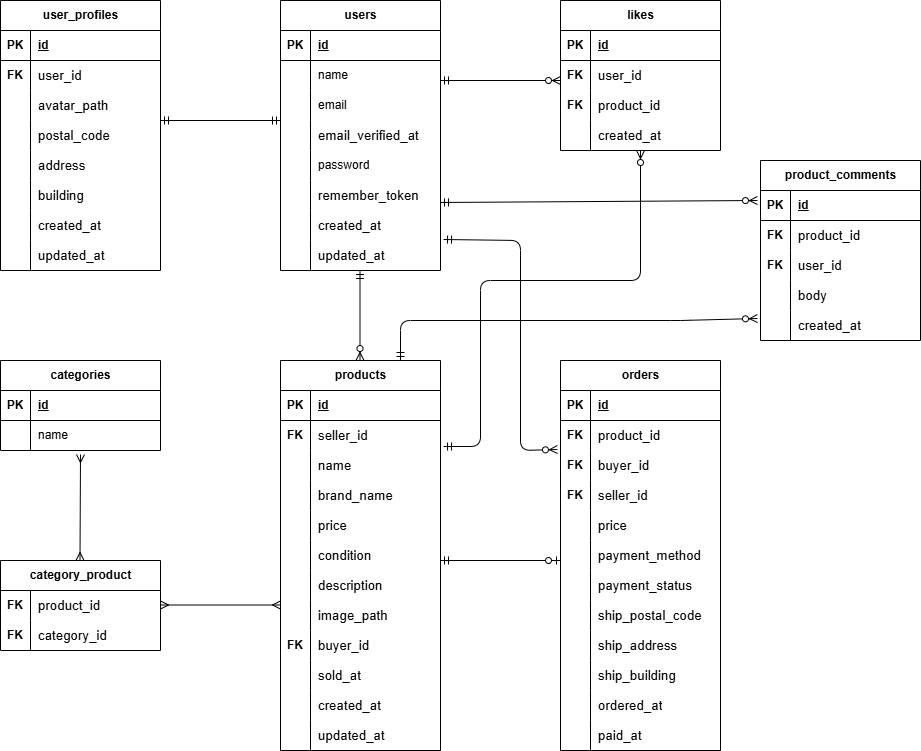 user_profiles
PK id
FK user_id
avatar_path
postal_code
address
building
created_at
updated_at
users
PK id
name
email
email_verified_at
password
remember_token
created_at
updated_at
likes
PK id
FK user_id
FK product_id
created_at
product_comments
PK id
FK product_id
FK user_id
body
created_at
categories
PK id
name
category_product
FK product_id
FK category_id
products
PK id
FK seller_id
name
brand_name
price
condition
description
image_path
FK buyer_id
sold_at
created_at
updated_at
orders
PK id
FK product_id
FK buyer_id
FK seller_id
price
payment_method
payment_status
ship_postal_code
ship_address
ship_building
ordered_at
paid_at